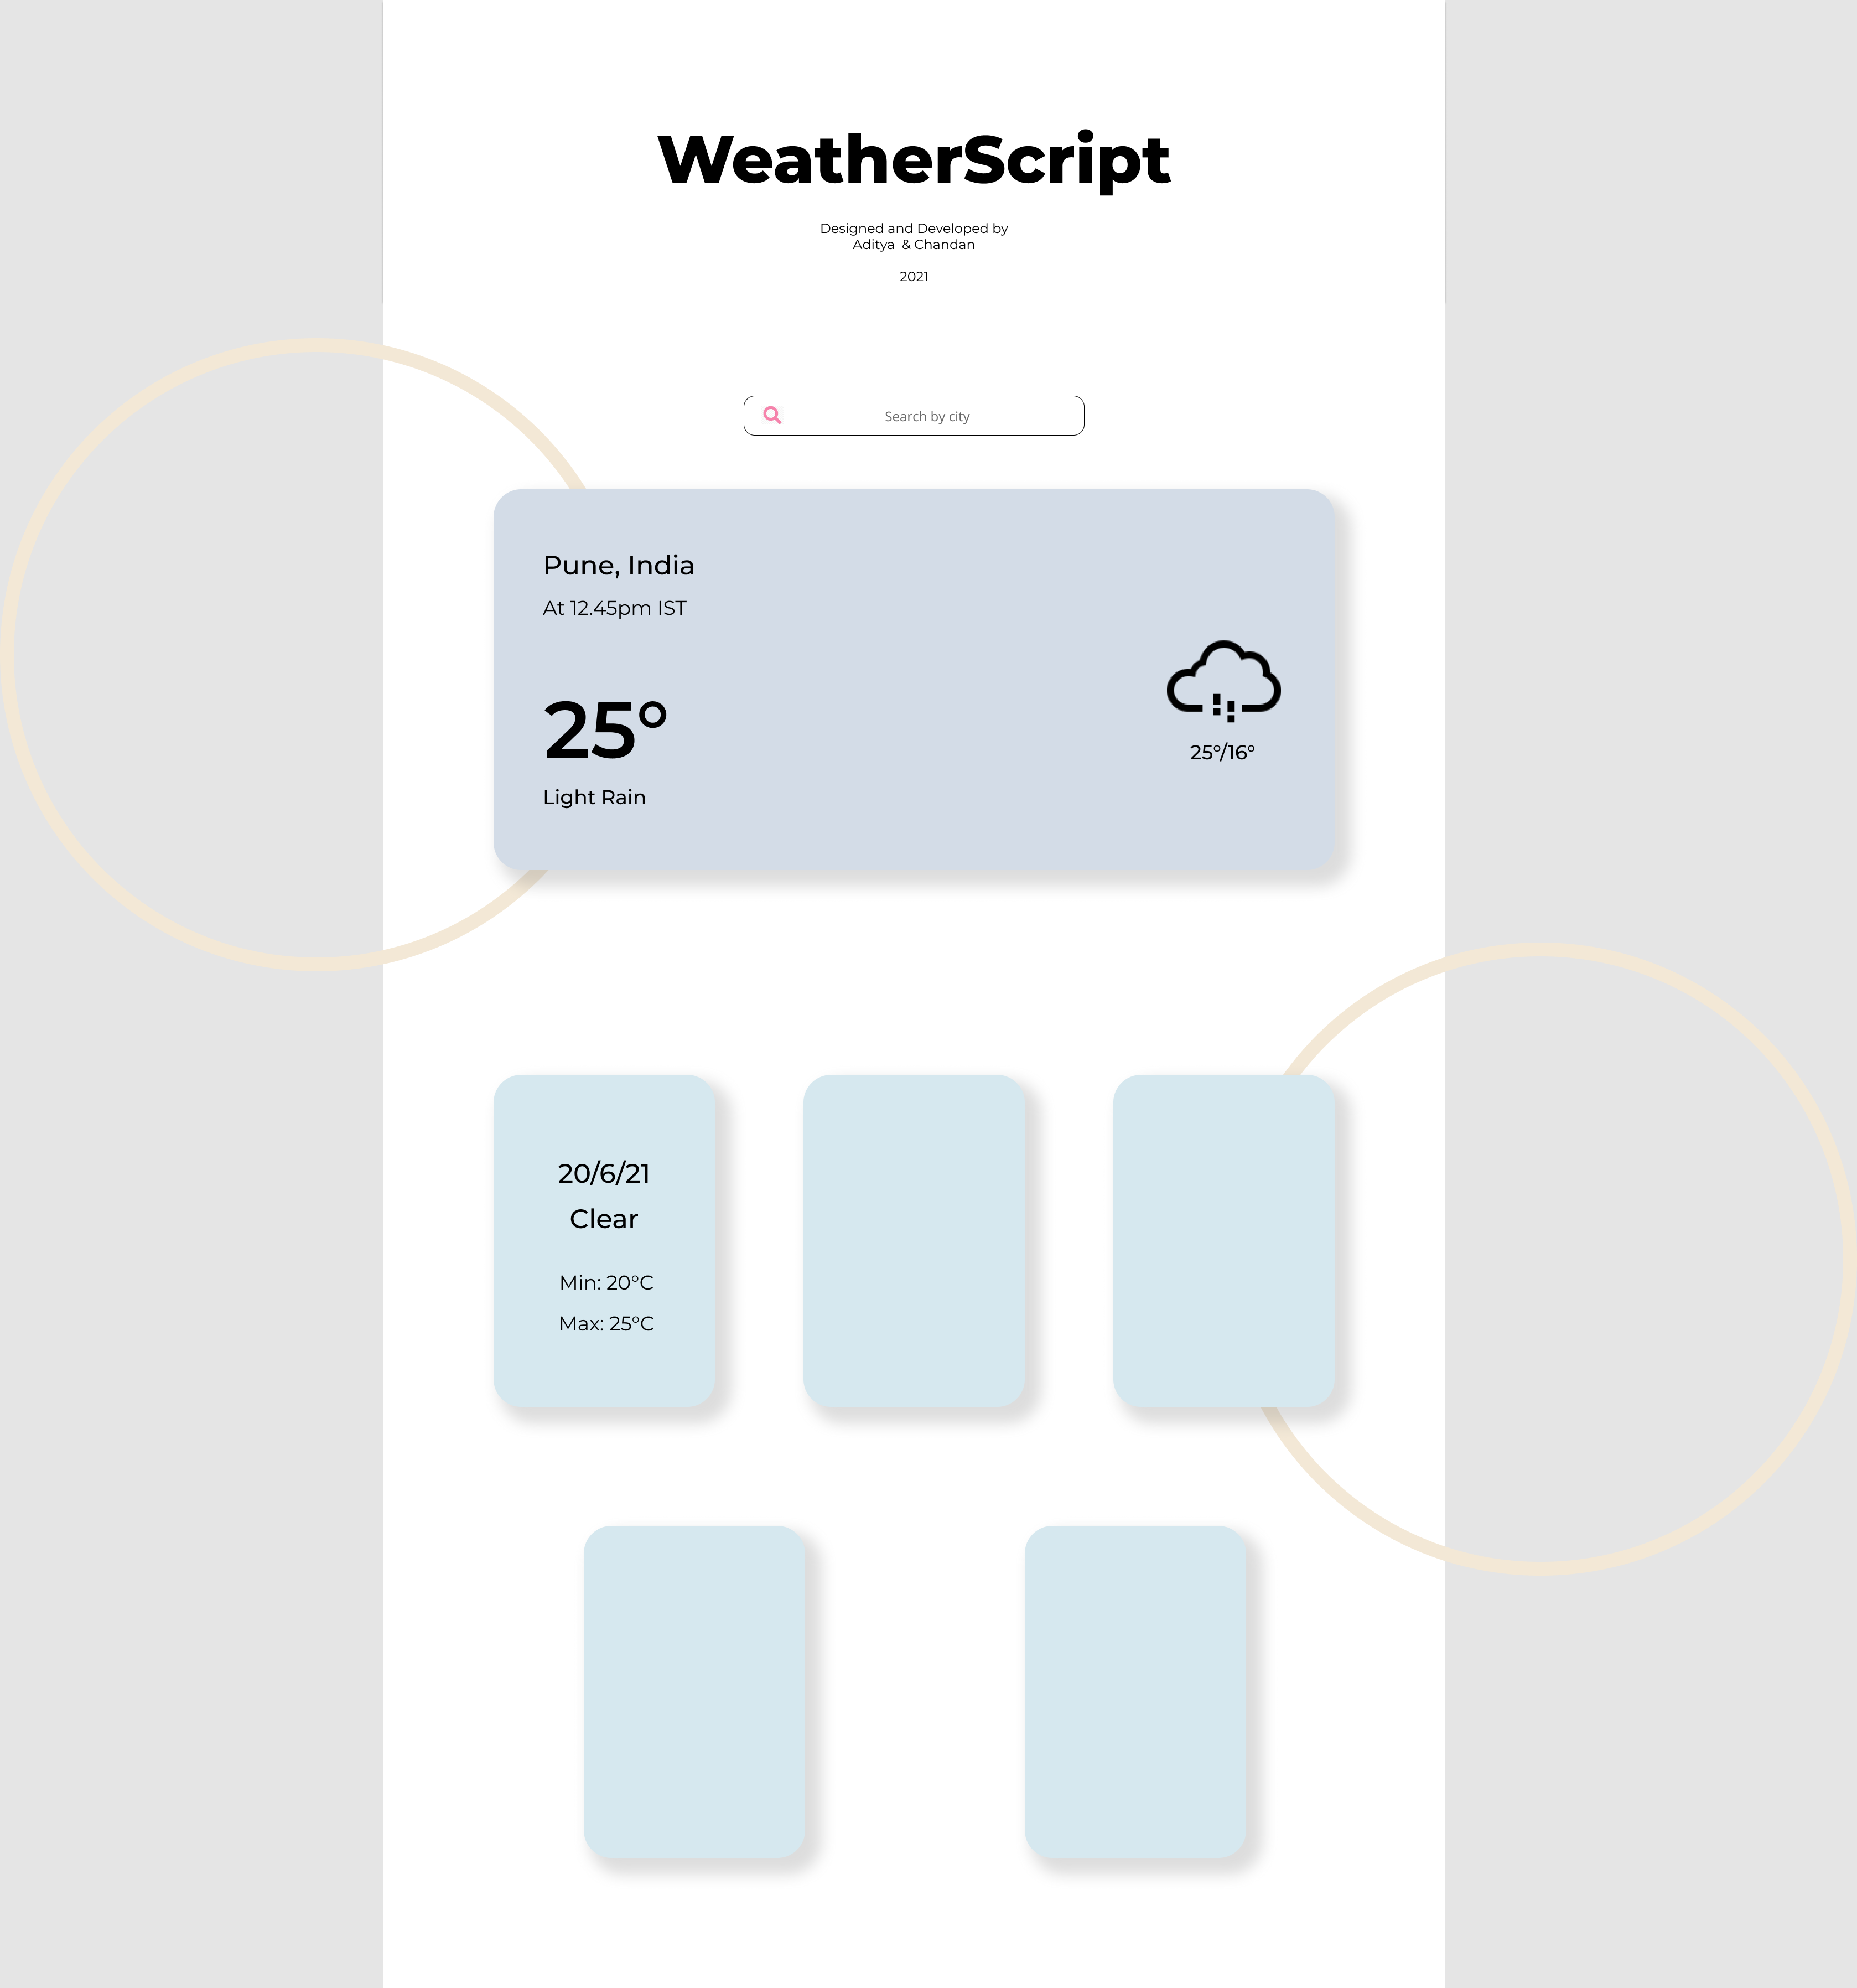 WeatherScript
Designed and Developed by
Aditya  & Chandan
2021
Search by city
Pune, India
At 12.45pm IST
25°
Light Rain
25°/16°
20/6/21
Clear
Min: 20°C
Max: 25°C